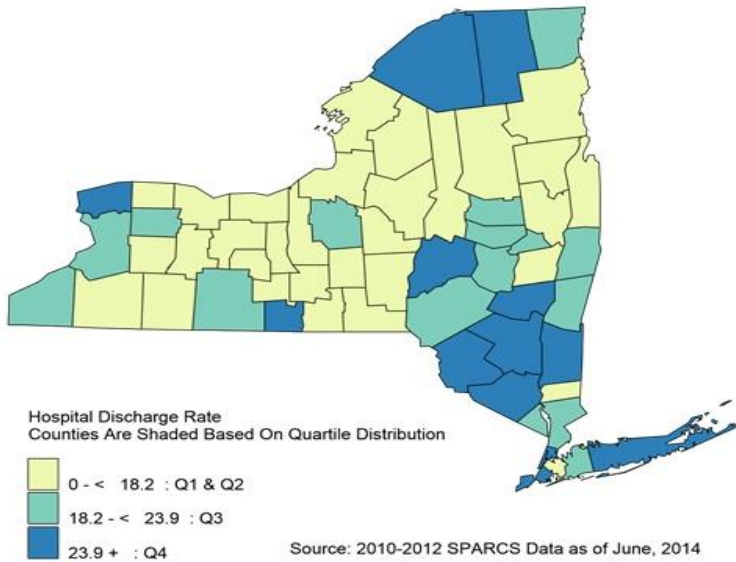 Hospital Discharge Rate
Counties Are Shaded Based On Quartile Distribution
0 - < 18.2 : Q1 & Q2
18.2 - < 23.9 : Q3
23.9 + : Q4
Source: 2010-2012 SPARCS Data as of June, 2014